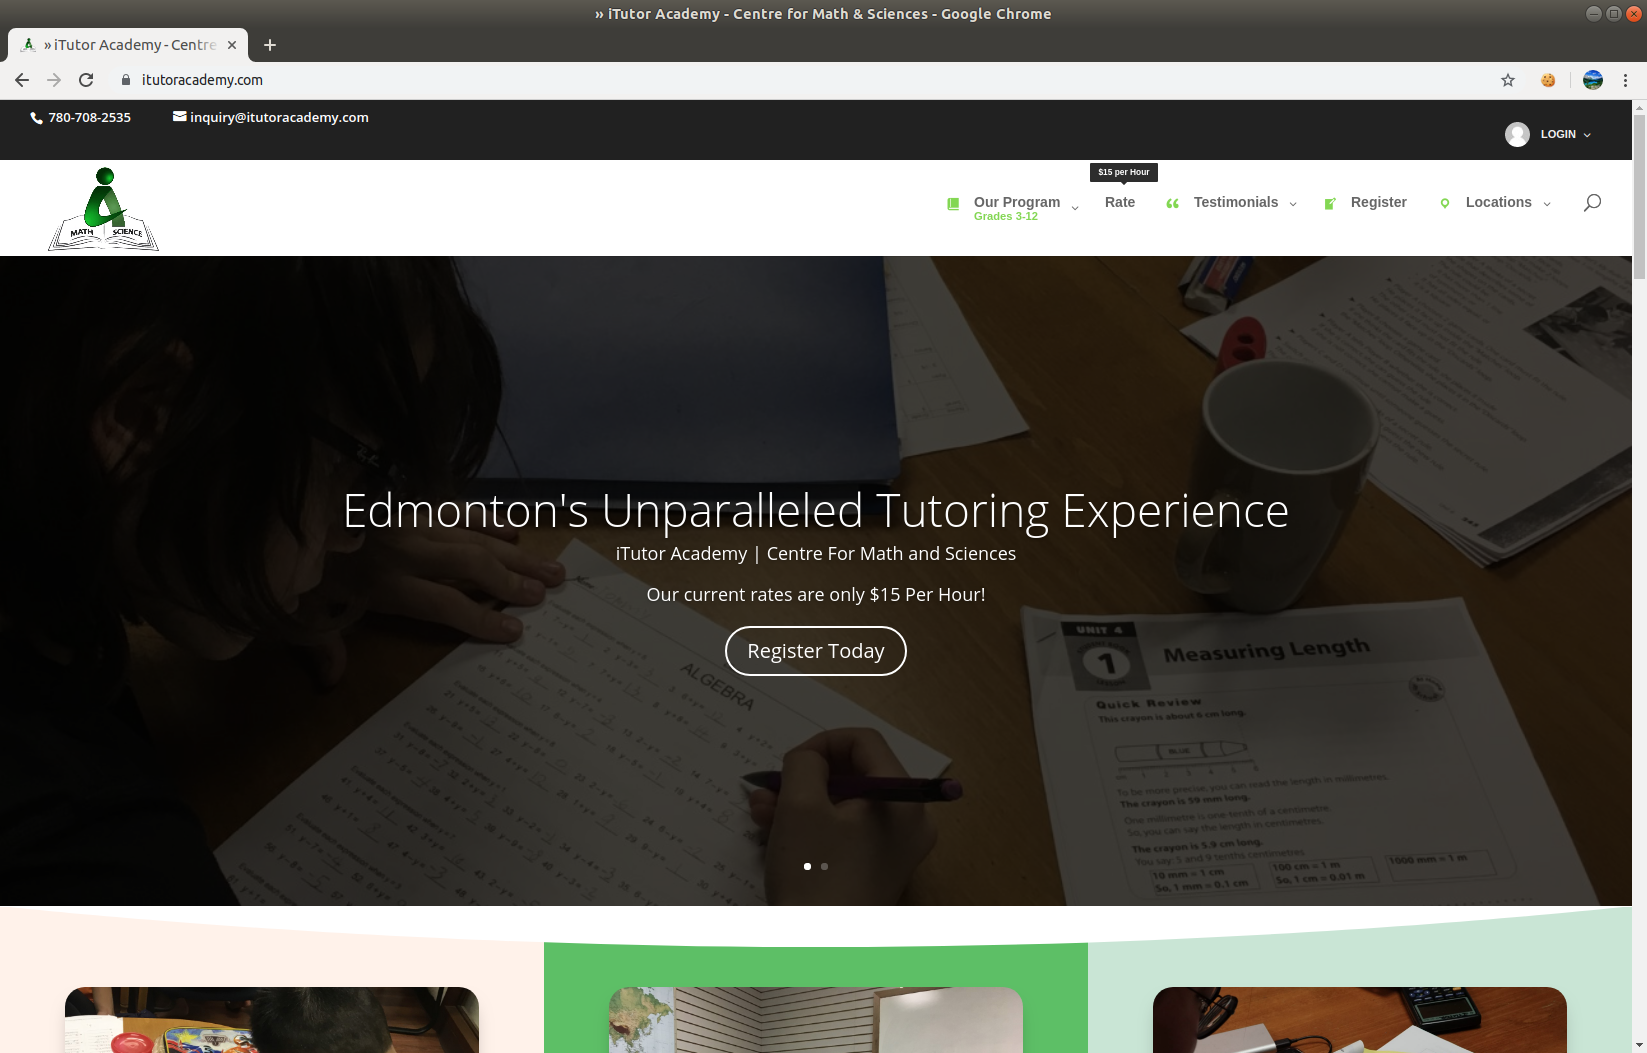 » iTutor Academy - Centre for Math & Sciences - Google Chrome
» iTutor Academy - Centre
itutoracademy.com
780-708-2535
inquiry@itutoracademy.com
LOGIN
MATH SCIENCE
$15 per Hour
Our Program
Grades 3-12
Rate
Testimonials
Register
Locations
Edmonton's Unparalleled Tutoring Experience
iTutor Academy | Centre For Math and Sciences
Our current rates are only $15 Per Hour!
Register Today
ALGEBRA
UNIT 4
1
Measuring Length
Quick Review
This crayon is about 6 cm long.
BLUE
To be more precise, you can read the length in millimetres.
The crayon is 59 mm long.
One millimetre is one tenth of a centimetre.
So, you can say the length in centimetres.
The crayon is 5.9 cm long.
You say: 5 and 9 tenths centimetres.
10 mm = 1 cm
So, 1 mm = 0.1 cm
100 cm = 1 m
So, 1 cm = 0.01 m
1000 mm = 1 m